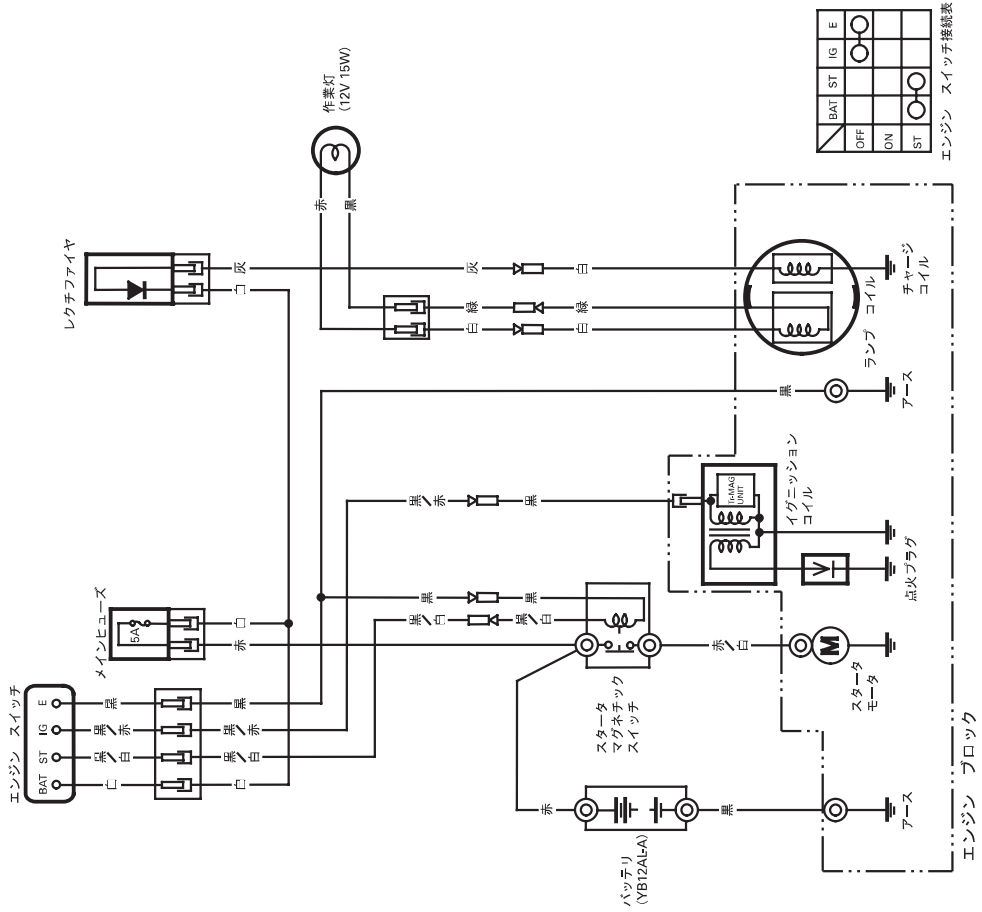 エンジン スイッチ
BAT ST IG E
メインヒューズ
5A
レクチファイヤ
白 黒/白 黒/赤 黒
白 黒/白 黒/赤 黒
赤 白
白 灰
作業灯
(12V 15W)
赤 黒
黒/白 黒
黒/赤
白 緑 灰
赤
黒/白 黒
黒
白 緑 白
バッテリ
(YB12AL-A)
スタータ
マグネチック
スイッチ
黒
赤/白
TI-MAG
UNIT
イグニッション
コイル
黒
M
スタータ
モータ
ランプ コイル
チャージ
コイル
アース
点火プラグ
アース
エンジン ブロック
BAT ST IG E
OFF
ON
ST
エンジン スイッチ接続表